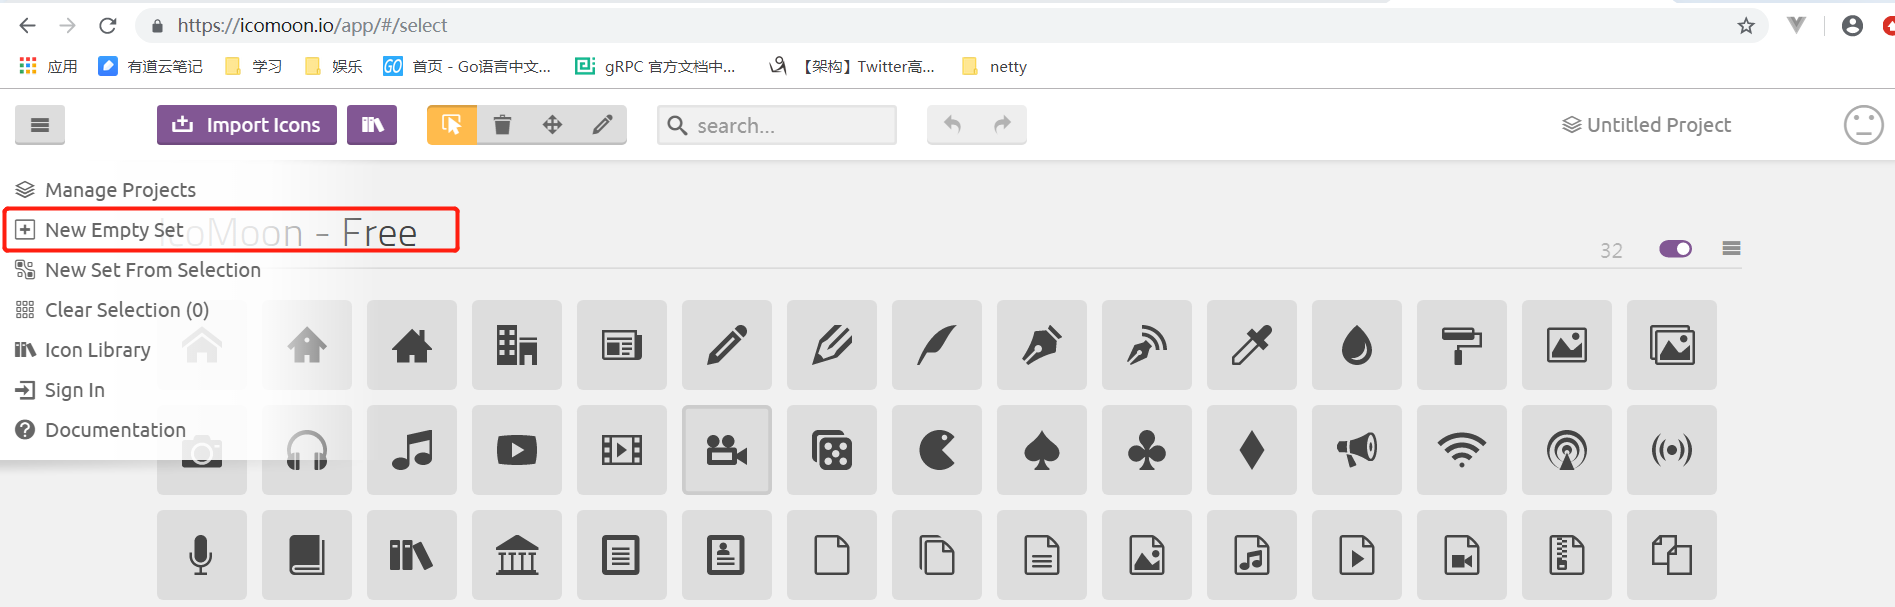 https://icomoon.io/app/#/select
应用 有道云笔记 学习 娱乐 GO 首页 - Go语言中文... gRPC 官方文档中... 【架构】Twitter高... netty
Import Icons search... Untitled Project
Manage Projects
New Empty Set
IcoMoon - Free
32
New Set From Selection
Clear Selection (0)
Icon Library
Sign In
Documentation